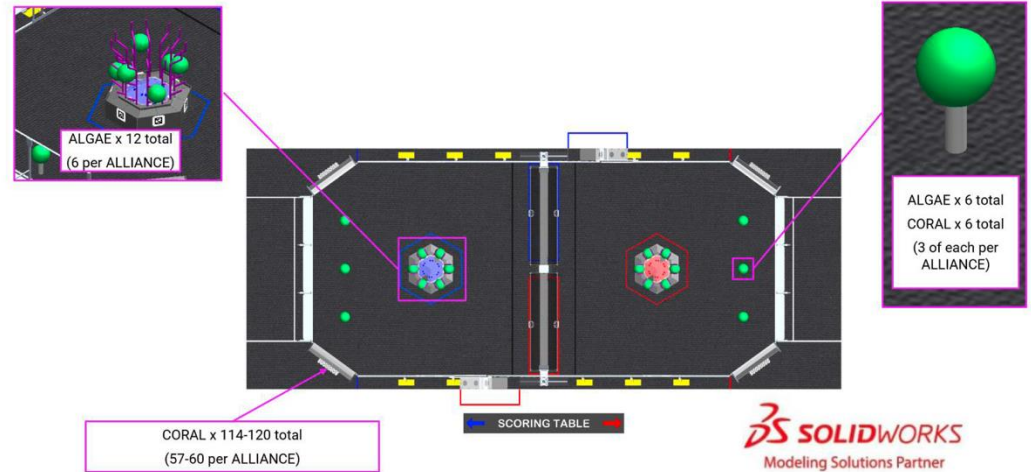 ALGAE x 12 total
(6 per ALLIANCE)
ALGAE x 6 total
CORAL x 6 total
(3 of each per
ALLIANCE)
CORAL x 114-120 total
(57-60 per ALLIANCE)
SCORING TABLE
SOLIDWORKS
Modeling Solutions Partner